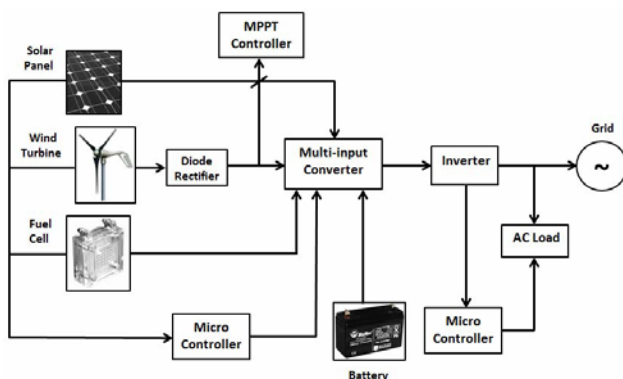 MPPT
Controller
Solar
Panel
Wind
Turbine
Diode
Rectifier
Multi-input
Converter
Inverter
Grid
~
Fuel
Cell
AC Load
Micro
Controller
Micro
Controller
Battery